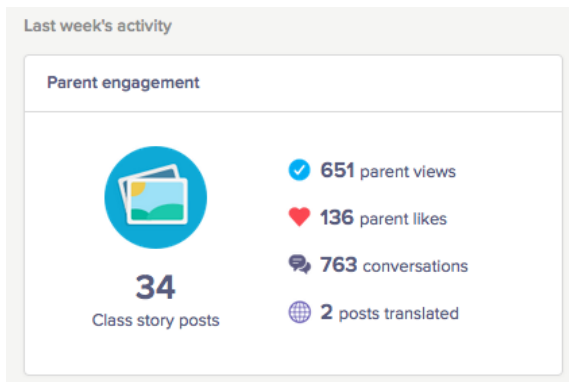 Last week's activity
Parent engagement
34
Class story posts
651 parent views
136 parent likes
763 conversations
2 posts translated